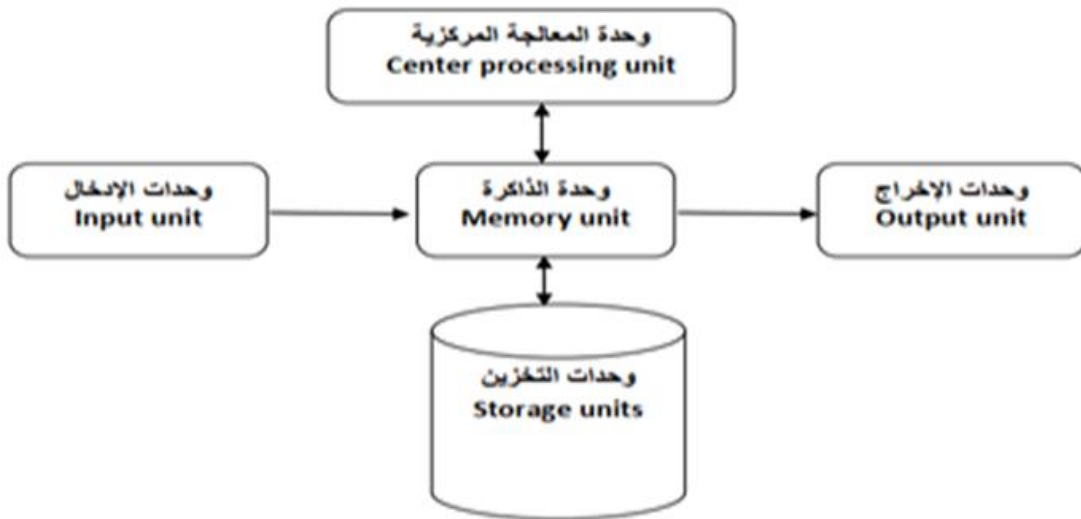 وحدة المعالجة المركزية
Center processing unit
وحدات الإدخال
Input unit
وحدة الذاكرة
Memory unit
وحدات الإخراج
Output unit
وحدات التخزين
Storage units